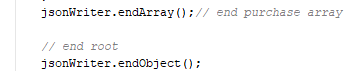 jsonWriter.endArray();// end purchase array
// end root
jsonWriter.endObject();